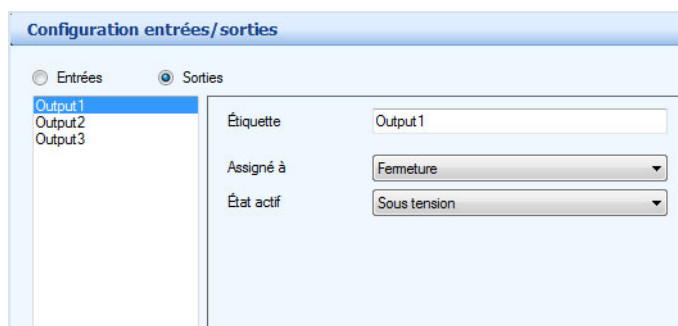 Configuration entrées/sorties
Entrées
Sorties
Output1
Output2
Output3
Étiquette
Output1
Assigné à
Fermeture
État actif
Sous tension